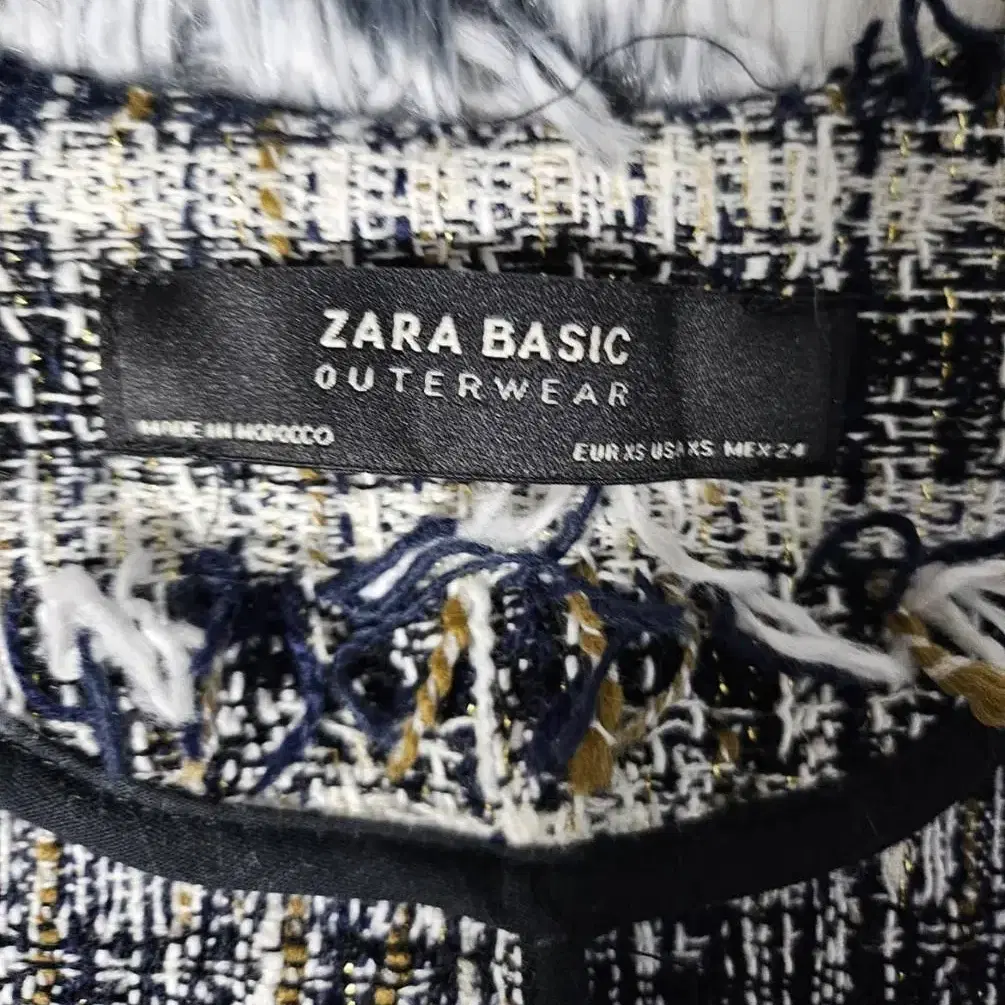 ZARA BASIC
OUTERWEAR
MADE IN MOROCCO
EUR XS USA XS MEX 24